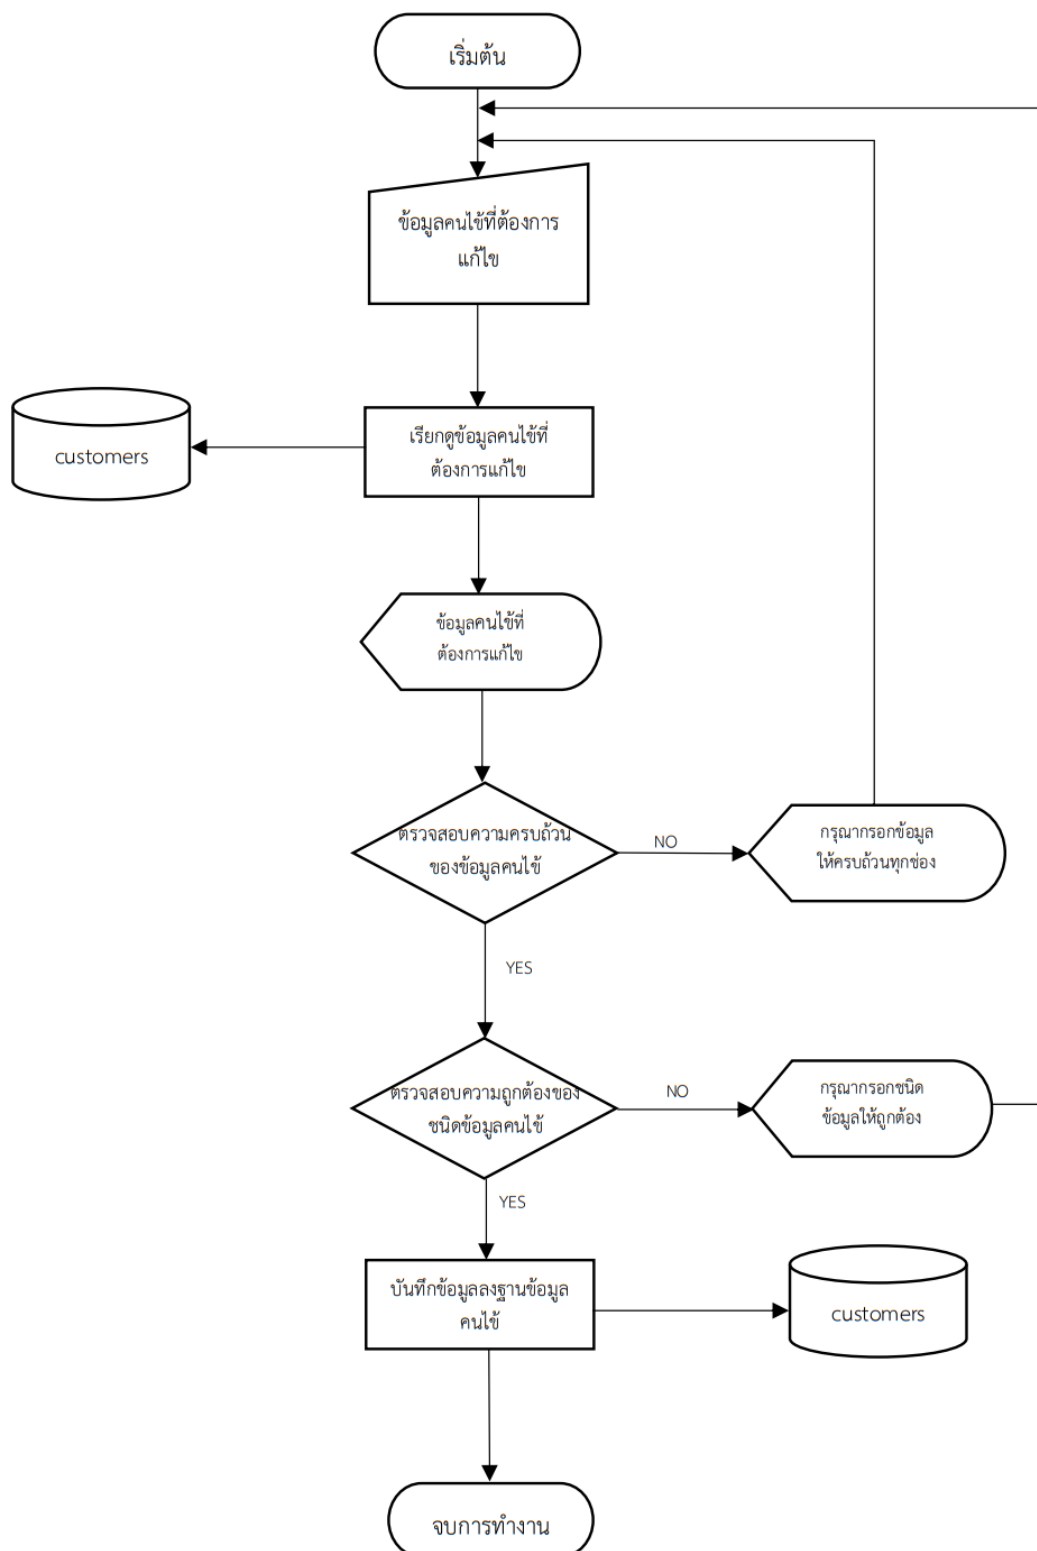 เริ่มต้น
ข้อมูลคนไข้ที่ต้องการ
แก้ไข
เรียกดูข้อมูลคนไข้ที่
ต้องการแก้ไข
customers
ข้อมูลคนไข้ที่
ต้องการแก้ไข
ตรวจสอบความครบถ้วน
ของข้อมูลคนไข้
NO
กรุณากรอกข้อมูล
ให้ครบถ้วนทุกช่อง
YES
ตรวจสอบความถูกต้องของ
ชนิดข้อมูลคนไข้
NO
กรุณากรอกชนิด
ข้อมูลให้ถูกต้อง
YES
บันทึกข้อมูลลงฐานข้อมูล
คนไข้
customers
จบการทำงาน